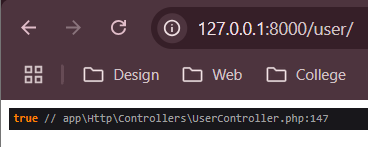 127.0.0.1:8000/user/
Design Web College
true // app\Http\Controllers\UserController.php:147